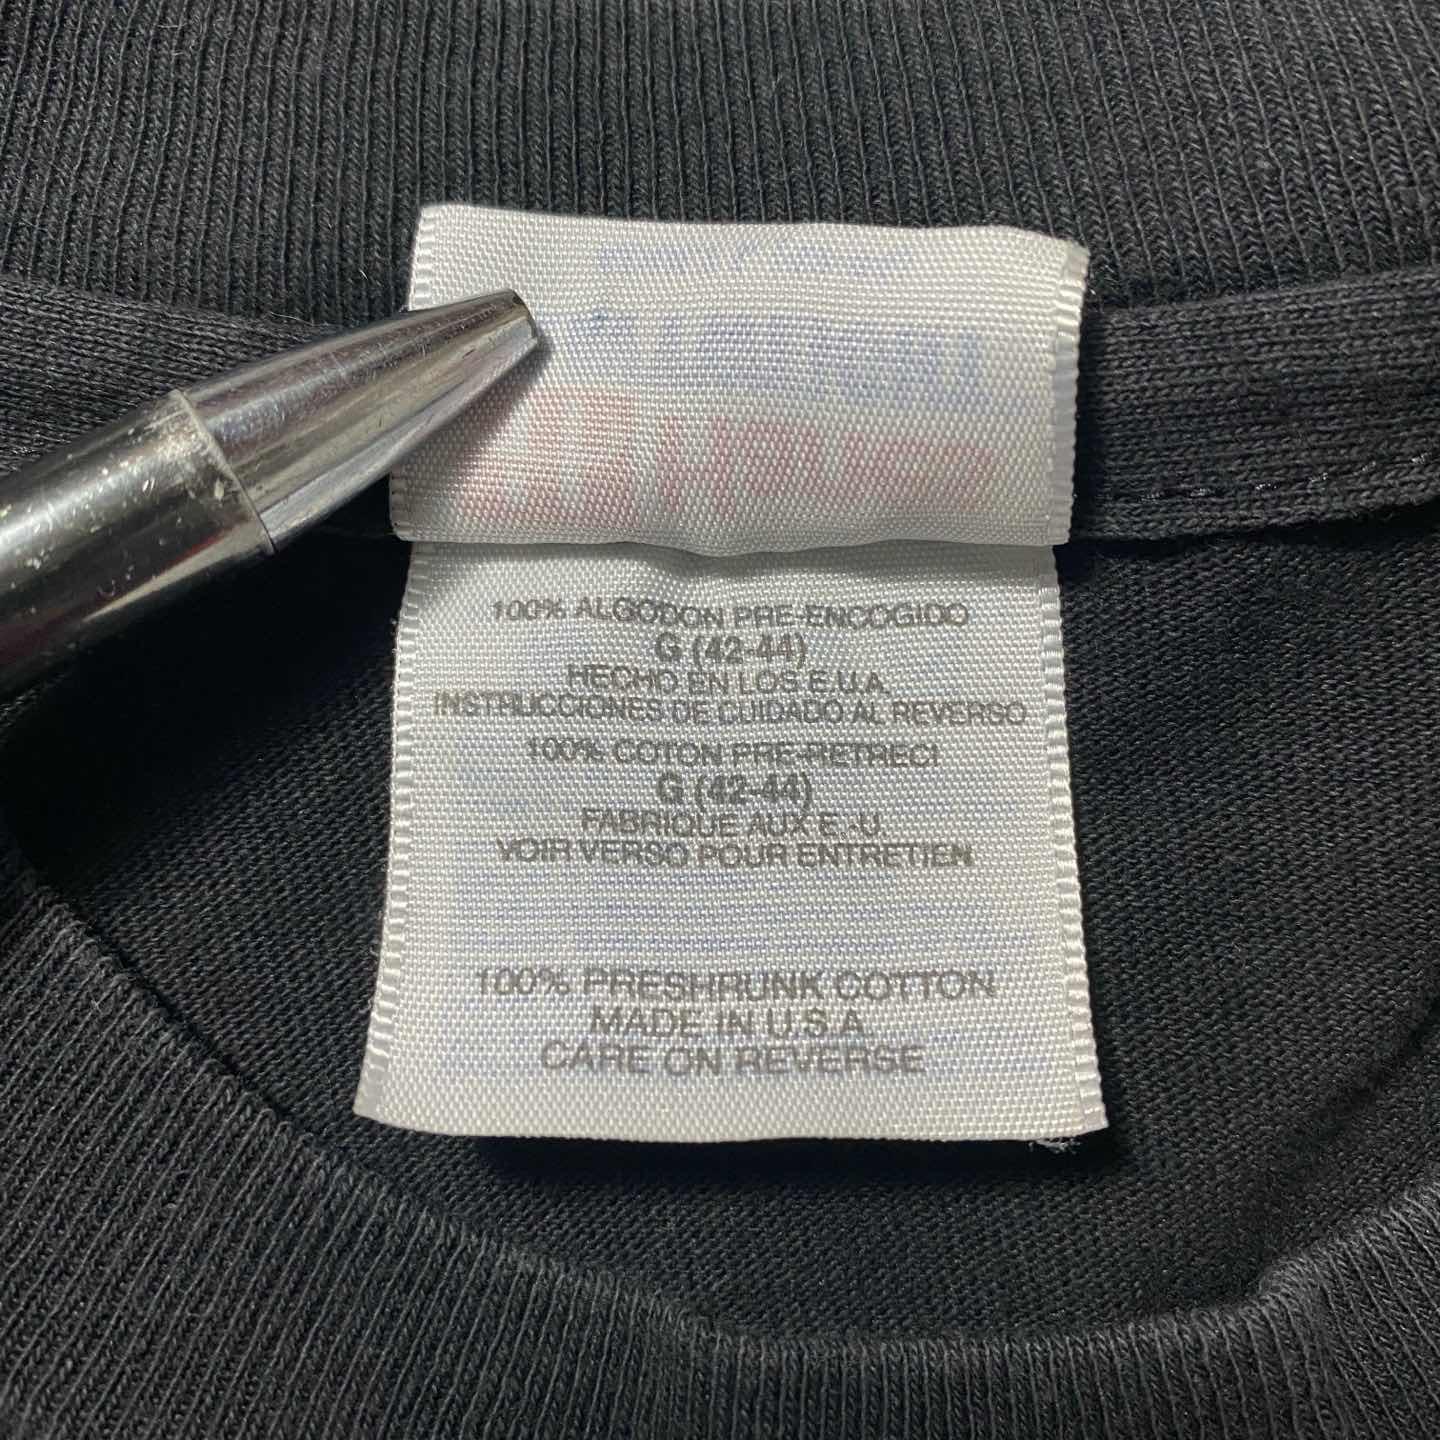 100% ALGODON PRE-ENCOGIDO
G (42-44)
HECHO EN LOS E.U.A.
INSTRUCCIONES DE CUIDADO AL REVERSO
100% COTON PRE-RETRECI
G (42-44)
FABRIQUE AUX E.-U.
VOIR VERSO POUR ENTRETIEN
100% PRESHRUNK COTTON
MADE IN U.S.A.
CARE ON REVERSE